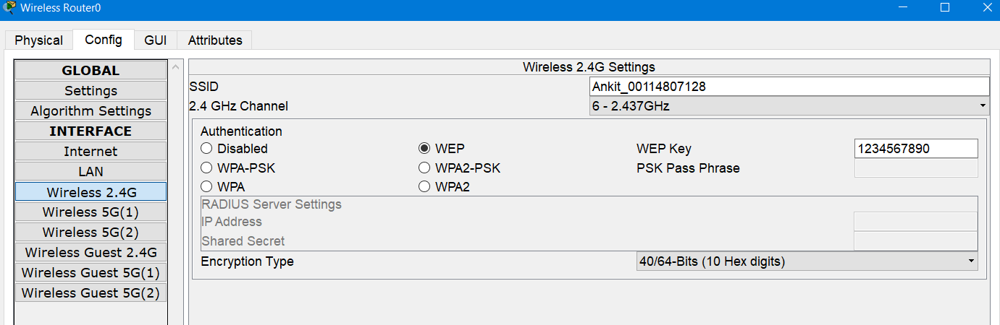 Wireless Router0
Physical Config GUI Attributes
GLOBAL
Settings
Algorithm Settings
INTERFACE
Internet
LAN
Wireless 2.4G
Wireless 5G(1)
Wireless 5G(2)
Wireless Guest 2.4G
Wireless Guest 5G(1)
Wireless Guest 5G(2)
Wireless 2.4G Settings
SSID Ankit_00114807128
2.4 GHz Channel 6 - 2.437GHz
Authentication
Disabled WEP WEP Key 1234567890
WPA-PSK WPA2-PSK PSK Pass Phrase
WPA WPA2
RADIUS Server Settings
IP Address
Shared Secret
Encryption Type 40/64-Bits (10 Hex digits)